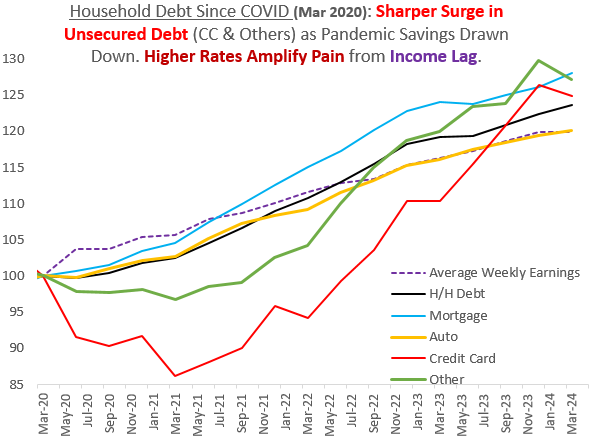 Household Debt Since COVID (Mar 2020): Sharper Surge in
Unsecured Debt (CC & Others) as Pandemic Savings Drawn
Down. Higher Rates Amplify Pain from Income Lag.
130
125
120
115
110
105
100
95
90
85
Average Weekly Earnings
H/H Debt
Mortgage
Auto
Credit Card
Other
Mar-20
May-20
Jul-20
Sep-20
Nov-20
Jan-21
Mar-21
May-21
Jul-21
Sep-21
Nov-21
Jan-22
Mar-22
May-22
Jul-22
Sep-22
Nov-22
Jan-23
Mar-23
May-23
Jul-23
Sep-23
Nov-23
Jan-24
Mar-24